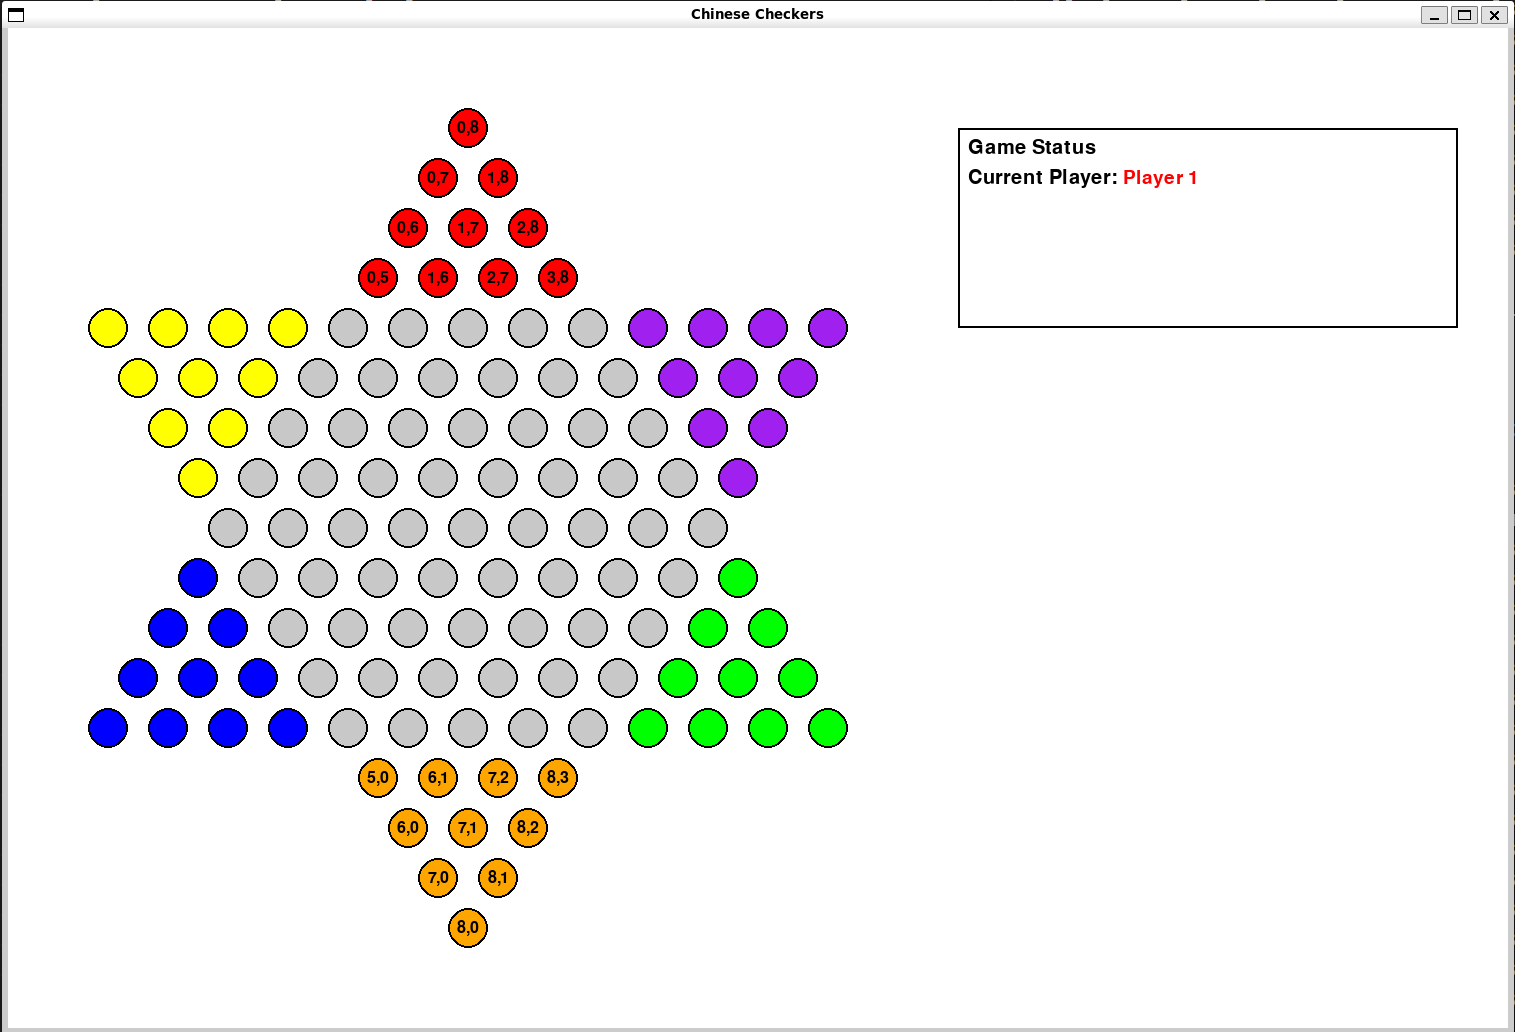 Chinese Checkers
0,8
0,7 1,8
0,6 1,7 2,8
0,5 1,6 2,7 3,8
Game Status
Current Player: Player 1
5,0 6,1 7,2 8,3
6,0 7,1 8,2
7,0 8,1
8,0